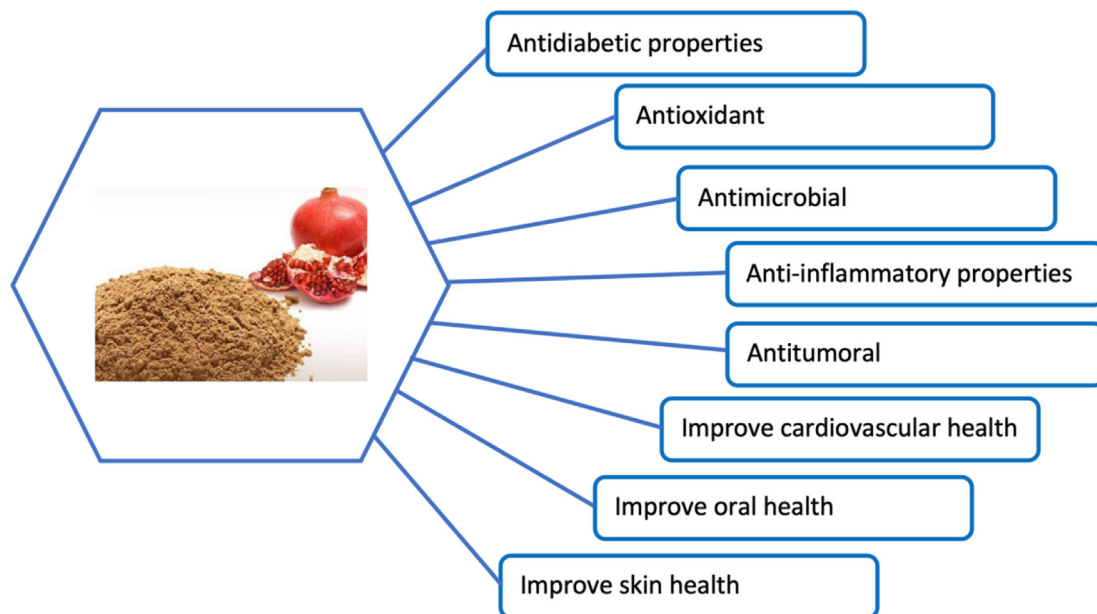 Antidiabetic properties
Antioxidant
Antimicrobial
Anti-inflammatory properties
Antitumoral
Improve cardiovascular health
Improve oral health
Improve skin health